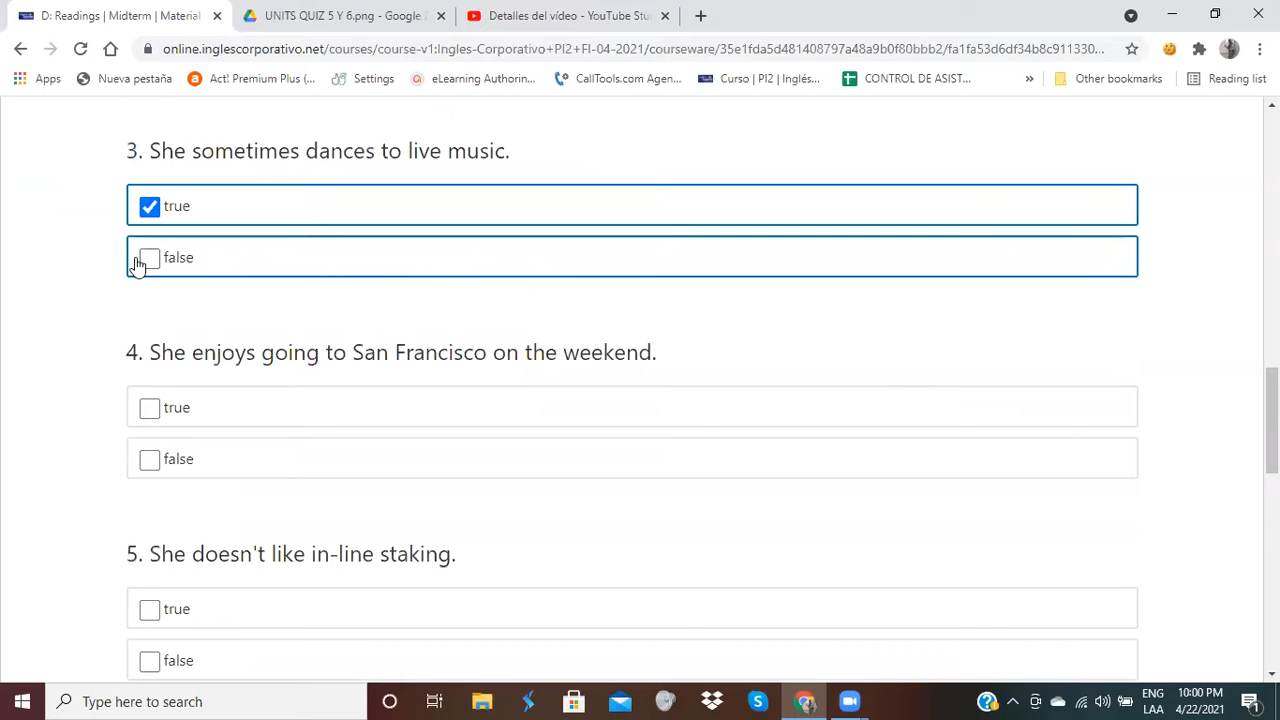 D: Readings | Midterm | Material
UNITS QUIZ 5 Y 6.png - Google
Detalles del vídeo - YouTube Stu
online.inglescorporativo.net/courses/course-v1:Ingles-Corporativo+PI2+FI-04-2021/courseware/35e1fda5d481408797a48a9b0f80bbb2/fa1fa53d6df34b8c911330...
Apps
Nueva pestaña
Act! Premium Plus (...
Settings
eLearning Authorin...
CallTools.com Agen...
Curso | PI2 | Inglés...
CONTROL DE ASIST...
»
Other bookmarks
Reading list
3. She sometimes dances to live music.
true
false
4. She enjoys going to San Francisco on the weekend.
true
false
5. She doesn't like in-line staking.
true
false
Type here to search
ENG
LAA
10:00 PM
4/22/2021